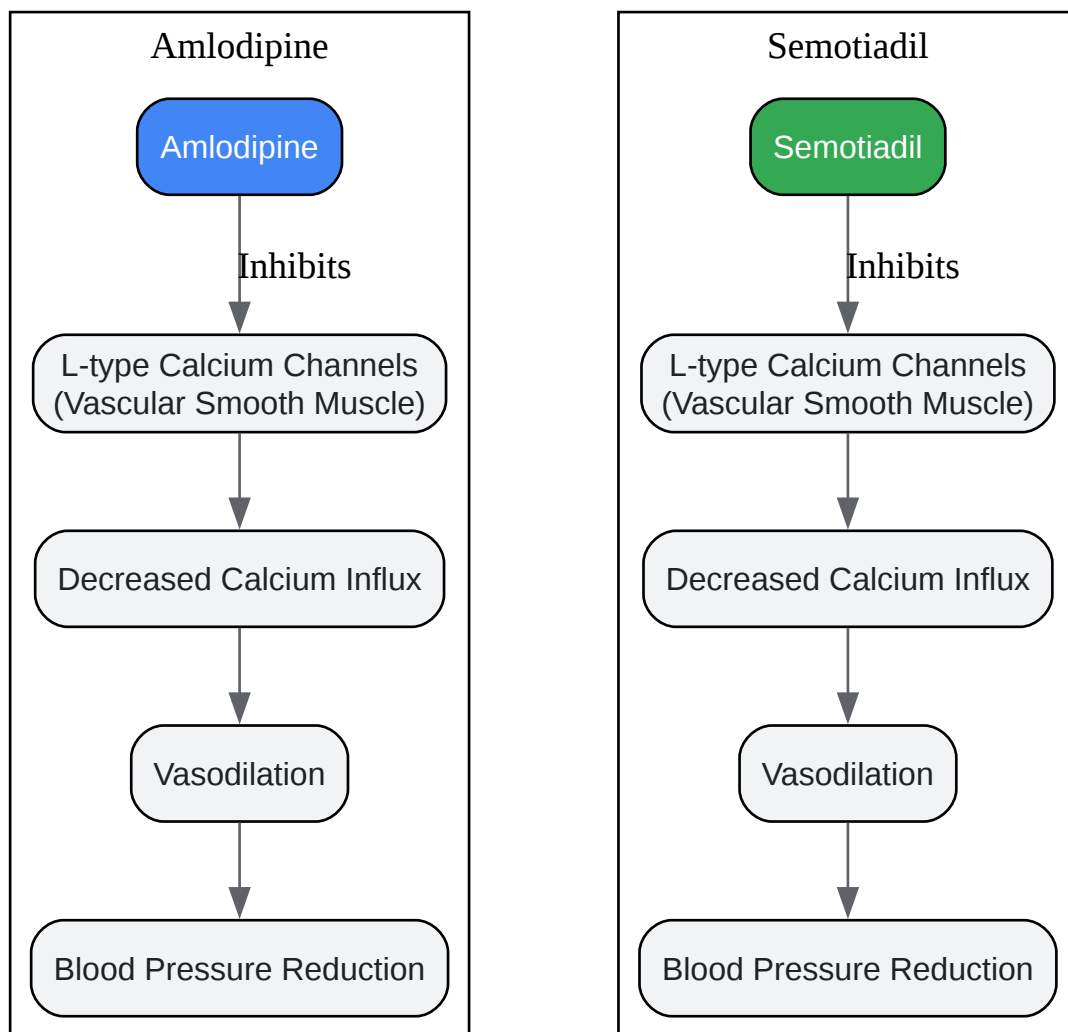 Amlodipine
Amlodipine
Inhibits
L-type Calcium Channels
(Vascular Smooth Muscle)
Decreased Calcium Influx
Vasodilation
Blood Pressure Reduction
Semotiadil
Semotiadil
Inhibits
L-type Calcium Channels
(Vascular Smooth Muscle)
Decreased Calcium Influx
Vasodilation
Blood Pressure Reduction